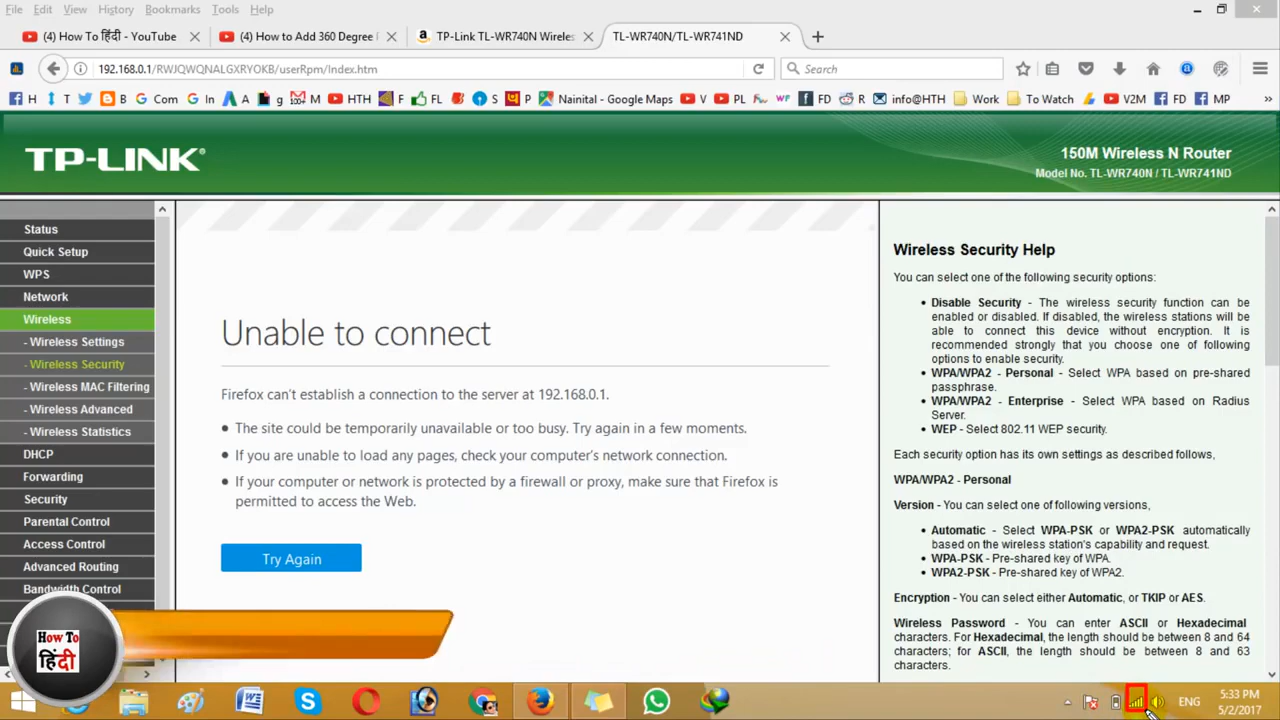 File Edit View History Bookmarks Tools Help
(4) How To हिंदी - YouTube
(4) How to Add 360 Degree
TP-Link TL-WR740N Wireles
TL-WR740N/TL-WR741ND
192.168.0.1/RWJQWQNALGXRYOKB/userRpm/Index.htm
Search
H T B Com In A g M HTH F FL S P Nainital - Google Maps V PL F FD R info@HTH Work To Watch V2M FD MP
TP-LINK®
150M Wireless N Router
Model No. TL-WR740N / TL-WR741ND
Status
Quick Setup
WPS
Network
Wireless
- Wireless Settings
- Wireless Security
- Wireless MAC Filtering
- Wireless Advanced
- Wireless Statistics
DHCP
Forwarding
Security
Parental Control
Access Control
Advanced Routing
Bandwidth Control
Unable to connect
Firefox can't establish a connection to the server at 192.168.0.1.
The site could be temporarily unavailable or too busy. Try again in a few moments.
If you are unable to load any pages, check your computer's network connection.
If your computer or network is protected by a firewall or proxy, make sure that Firefox is
permitted to access the Web.
Try Again
Wireless Security Help
You can select one of the following security options:
Disable Security - The wireless security function can be
enabled or disabled. If disabled, the wireless stations will be
able to connect this device without encryption. It is
recommended strongly that you choose one of following
options to enable security.
WPA/WPA2 - Personal - Select WPA based on pre-shared
passphrase.
WPA/WPA2 - Enterprise - Select WPA based on Radius
Server.
WEP - Select 802.11 WEP security.
Each security option has its own settings as described follows,
WPA/WPA2 - Personal
Version - You can select one of following versions,
Automatic - Select WPA-PSK or WPA2-PSK automatically
based on the wireless station's capability and request.
WPA-PSK - Pre-shared key of WPA.
WPA2-PSK - Pre-shared key of WPA2.
Encryption - You can select either Automatic, or TKIP or AES.
Wireless Password - You can enter ASCII or Hexadecimal
characters. For Hexadecimal, the length should be between 8 and 64
characters; for ASCII, the length should be between 8 and 63
characters.
How To
हिंदी
ENG
5:33 PM
5/2/2017